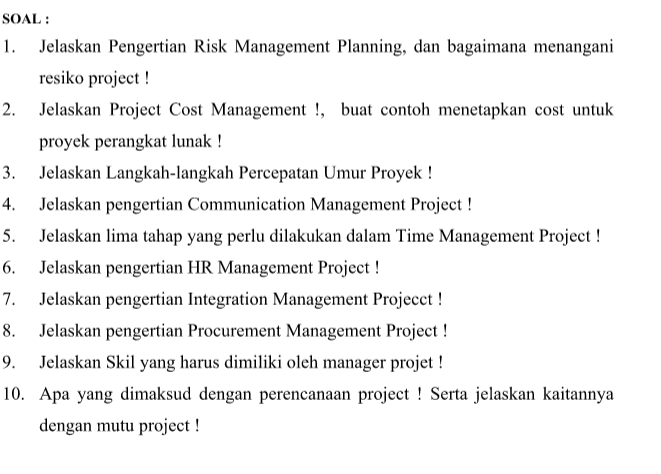 SOAL :
1. Jelaskan Pengertian Risk Management Planning, dan bagaimana menangani
resiko project !
2. Jelaskan Project Cost Management !, buat contoh menetapkan cost untuk
proyek perangkat lunak !
3. Jelaskan Langkah-langkah Percepatan Umur Proyek !
4. Jelaskan pengertian Communication Management Project !
5. Jelaskan lima tahap yang perlu dilakukan dalam Time Management Project !
6. Jelaskan pengertian HR Management Project !
7. Jelaskan pengertian Integration Management Projecct !
8. Jelaskan pengertian Procurement Management Project !
9. Jelaskan Skil yang harus dimiliki oleh manager projet !
10. Apa yang dimaksud dengan perencanaan project ! Serta jelaskan kaitannya
dengan mutu project !